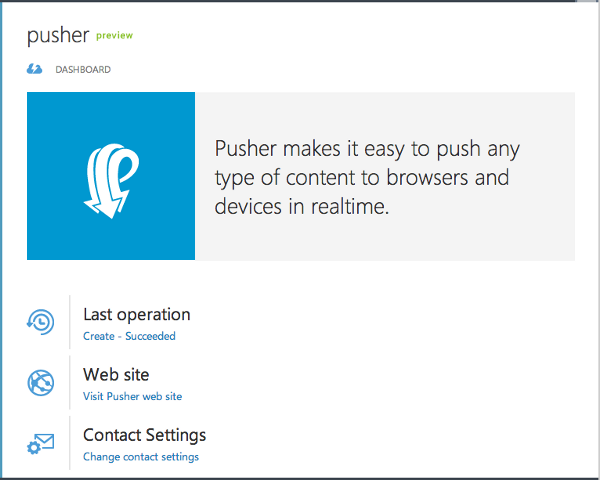 pusher preview
DASHBOARD
Pusher makes it easy to push any
type of content to browsers and
devices in realtime.
Last operation
Create - Succeeded
Web site
Visit Pusher web site
Contact Settings
Change contact settings